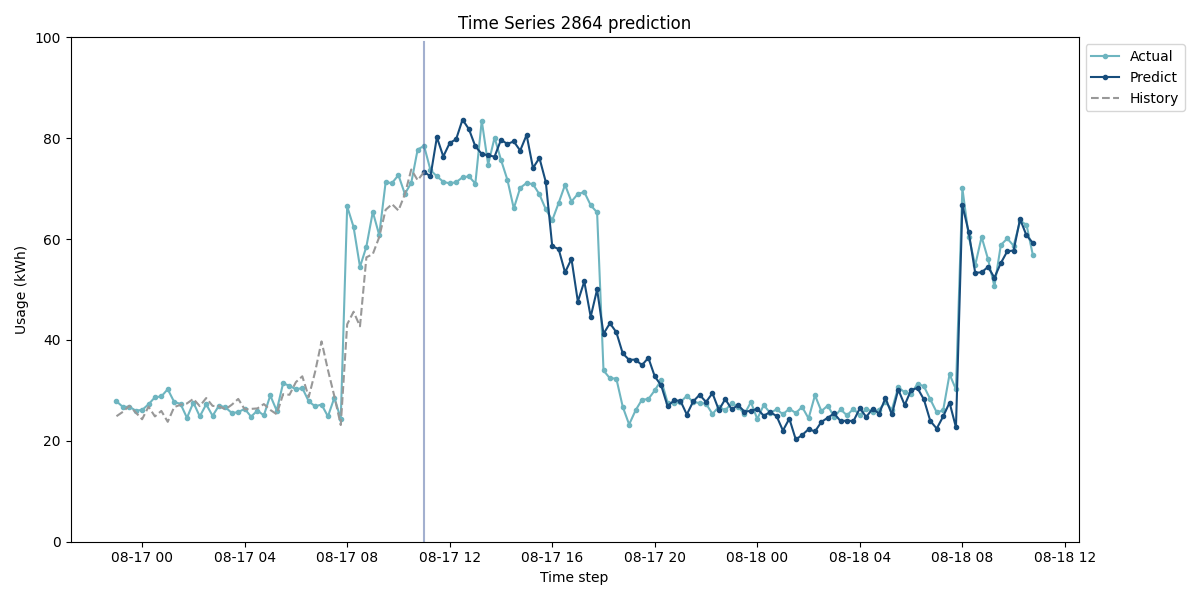 Time Series 2864 prediction
Usage (kWh)
100
80
60
40
20
0
08-17 00
08-17 04
08-17 08
08-17 12
08-17 16
08-17 20
08-18 00
08-18 04
08-18 08
08-18 12
Time step
Actual
Predict
History